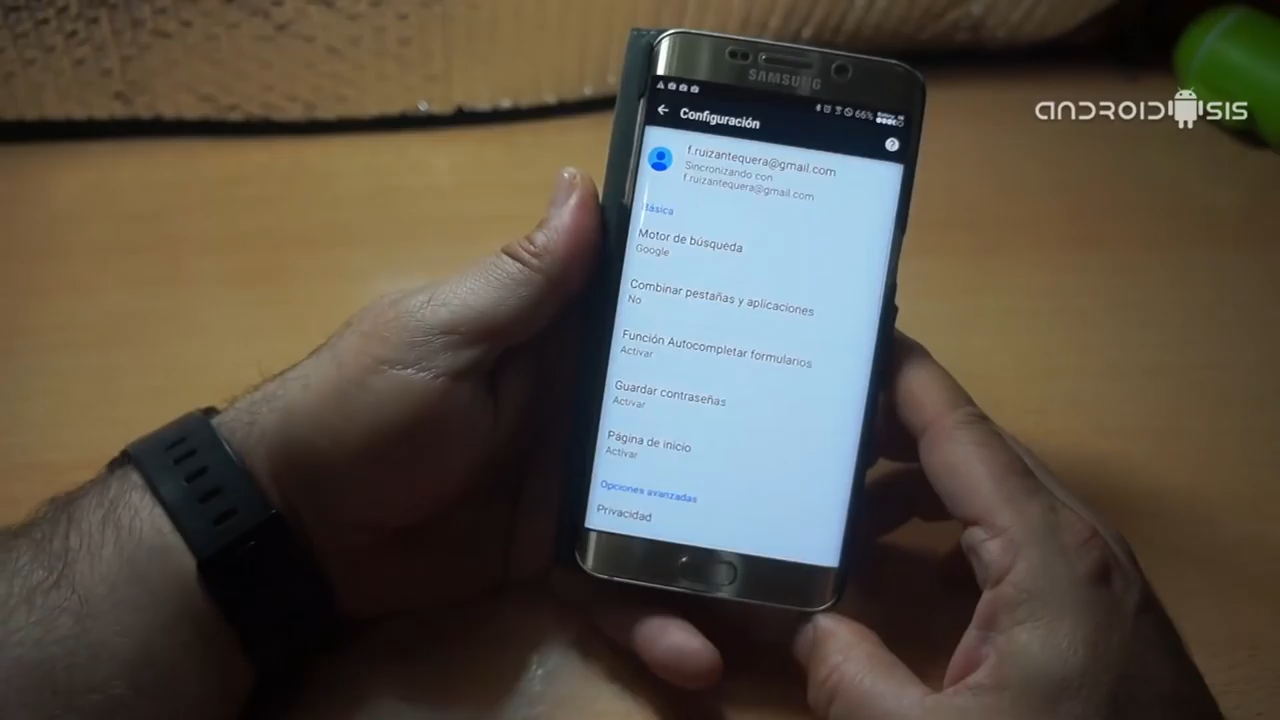 SAMSUNG
66%
Configuración
f.ruizantequera@gmail.com
Sincronizando con
f.ruizantequera@gmail.com
Básica
Motor de búsqueda
Google
Combinar pestañas y aplicaciones
No
Función Autocompletar formularios
Activar
Guardar contraseñas
Activar
Página de inicio
Activar
Opciones avanzadas
Privacidad
ANDROIDSIS